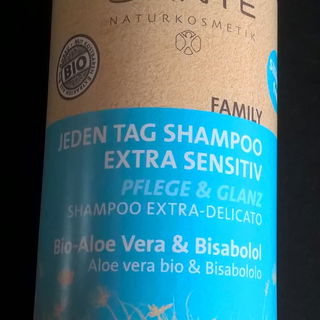 NATURKOSMETIK
BIO
FAMILY
JEDEN TAG SHAMPOO
EXTRA SENSITIV
PFLEGE & GLANZ
SHAMPOO EXTRA-DELICATO
Bio-Aloe Vera & Bisabolol
Aloe vera bio & Bisabololo